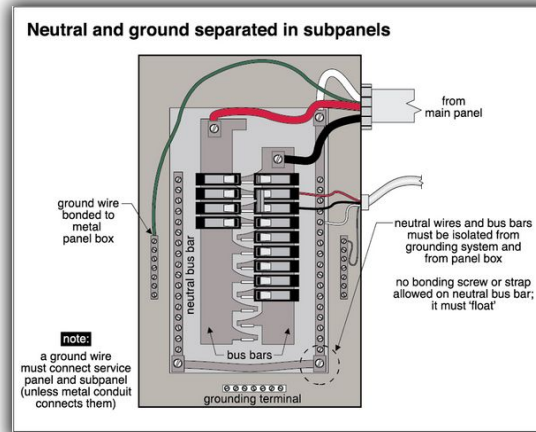 Neutral and ground separated in subpanels
from
main panel
ground wire
bonded to
metal
panel box
neutral bus bar
neutral wires and bus bars
must be isolated from
grounding system and
from panel box
no bonding screw or strap
allowed on neutral bus bar;
it must ‘float’
note:
a ground wire
must connect service
panel and subpanel
(unless metal conduit
connects them)
bus bars
grounding terminal